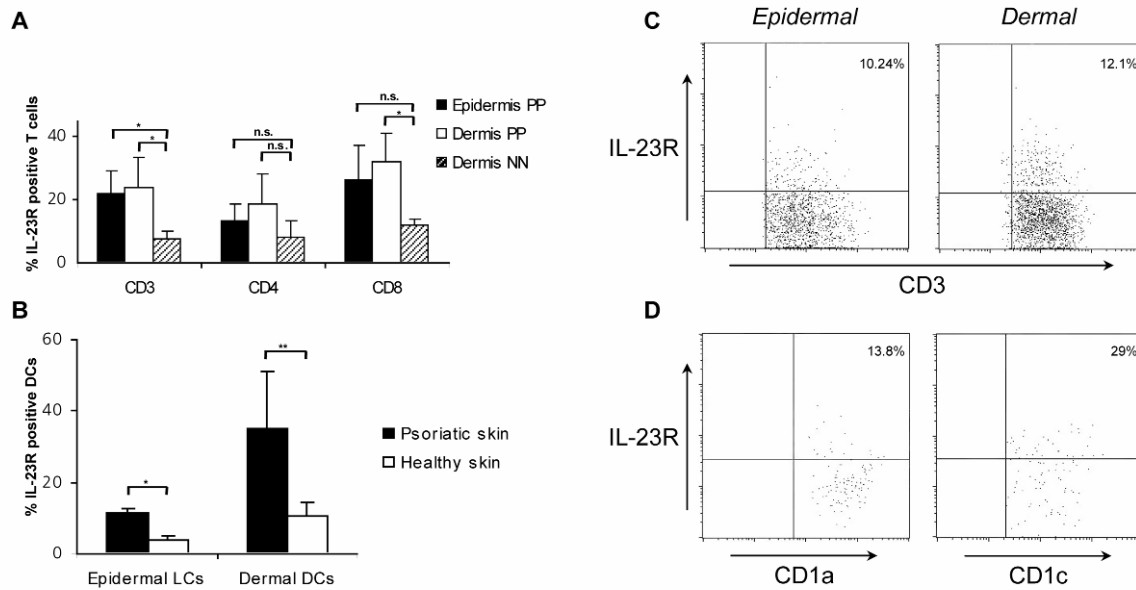 A
% IL-23R positive T cells
40
20
0
* * n.s. n.s. n.s. *
CD3 CD4 CD8
Epidermis PP
Dermis PP
Dermis NN
B
% IL-23R positive DCs
60
40
20
0
* **
Epidermal LCs Dermal DCs
Psoriatic skin
Healthy skin
C
Epidermal Dermal
10.24% 12.1%
IL-23R
CD3
D
13.8% 29%
IL-23R
CD1a CD1c